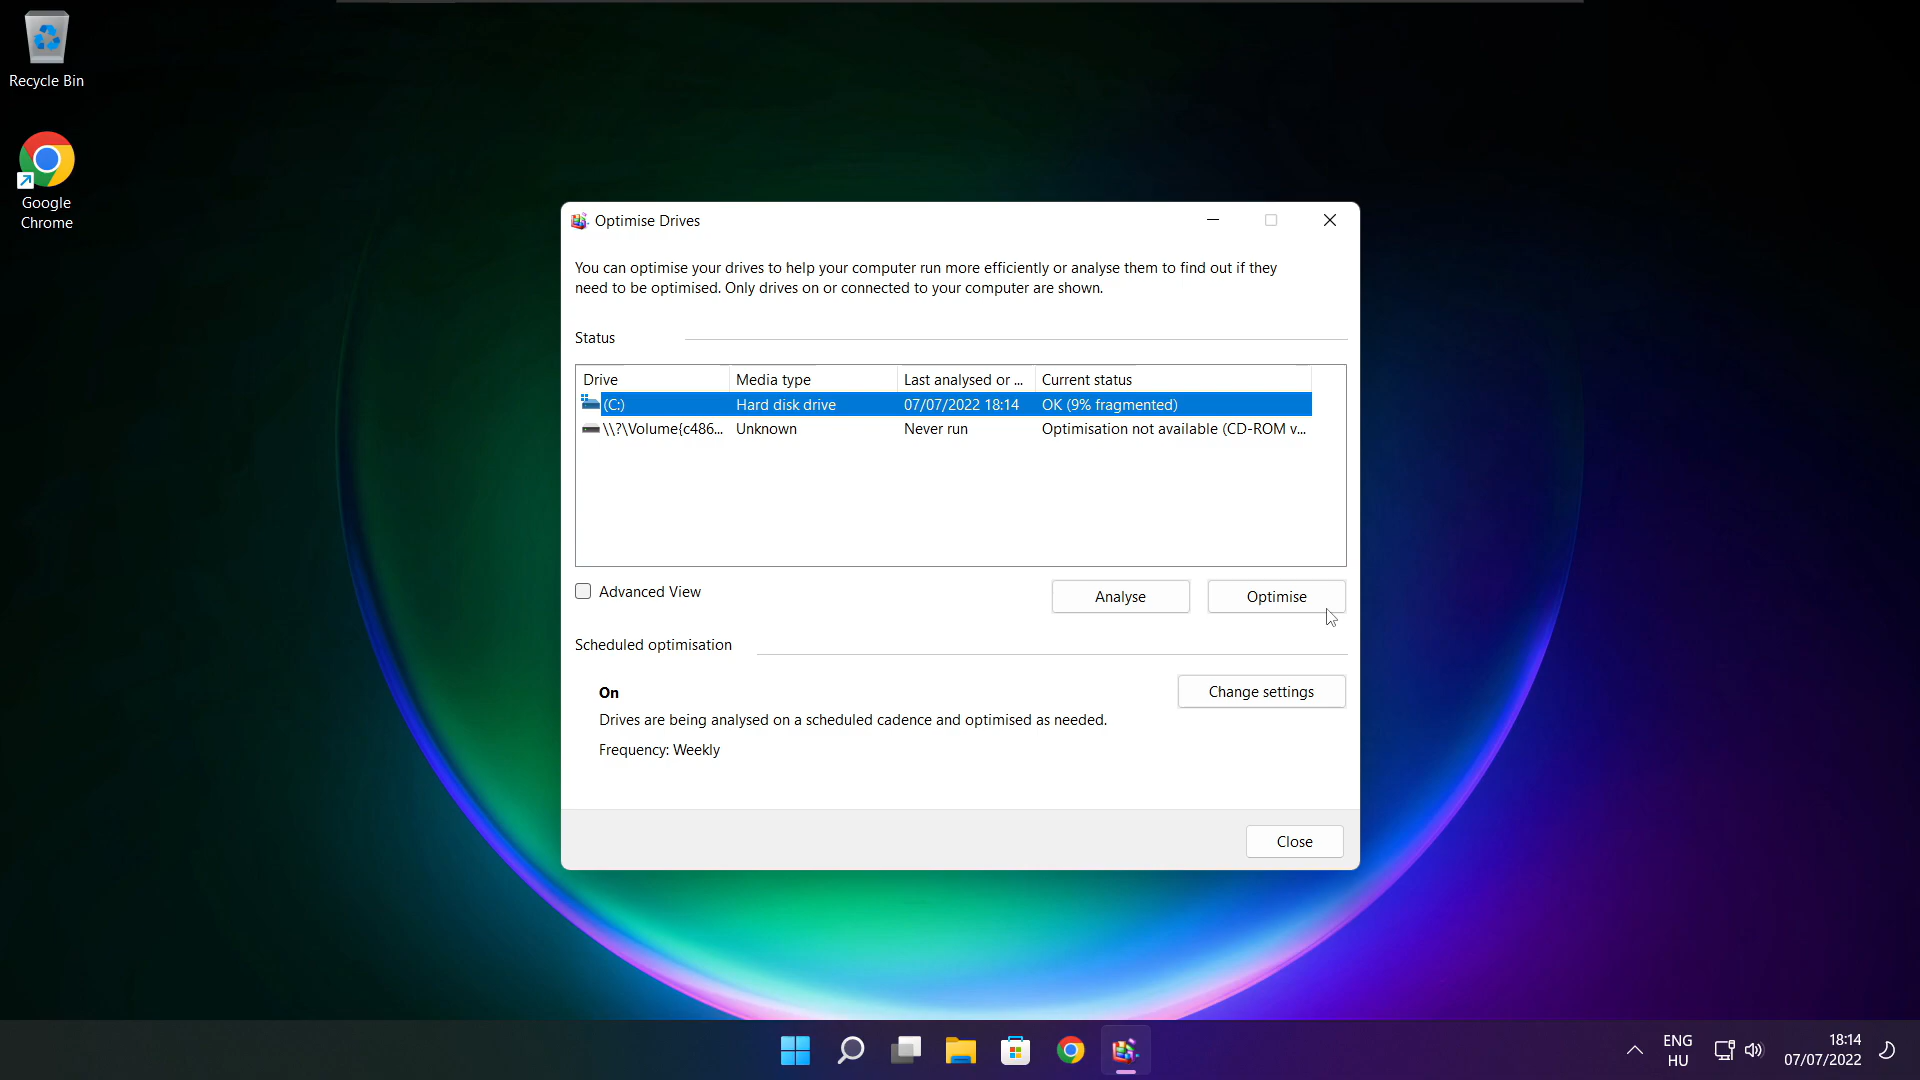 Recycle Bin
Google
Chrome
Optimise Drives
You can optimise your drives to help your computer run more efficiently or analyse them to find out if they
need to be optimised. Only drives on or connected to your computer are shown.
Status
Drive Media type Last analysed or ... Current status
(C:) Hard disk drive 07/07/2022 18:14 OK (9% fragmented)
\\?\Volume{c486... Unknown Never run Optimisation not available (CD-ROM v...
Advanced View Analyse Optimise
Scheduled optimisation
On Change settings
Drives are being analysed on a scheduled cadence and optimised as needed.
Frequency: Weekly
Close
ENG 18:14
HU 07/07/2022